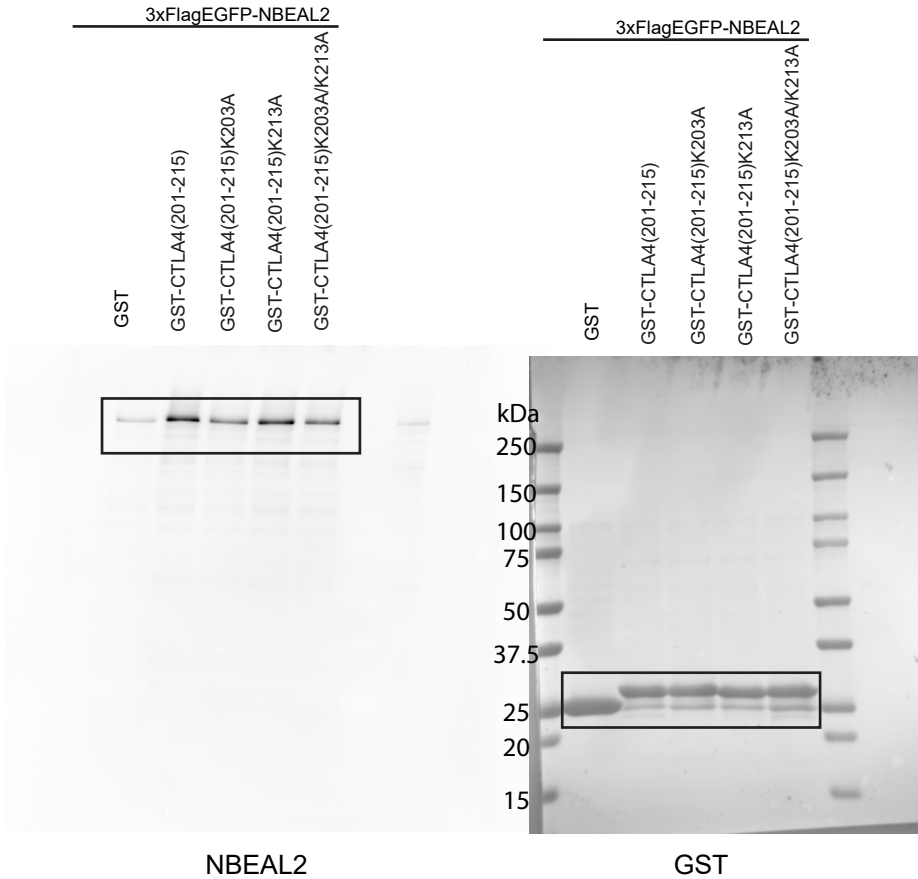 3xFlagEGFP-NBEAL2
GST
GST-CTLA4(201-215)
GST-CTLA4(201-215)K203A
GST-CTLA4(201-215)K213A
GST-CTLA4(201-215)K203A/K213A
3xFlagEGFP-NBEAL2
GST
GST-CTLA4(201-215)
GST-CTLA4(201-215)K203A
GST-CTLA4(201-215)K213A
GST-CTLA4(201-215)K203A/K213A
kDa
250
150
100
75
50
37.5
25
20
15
NBEAL2
GST